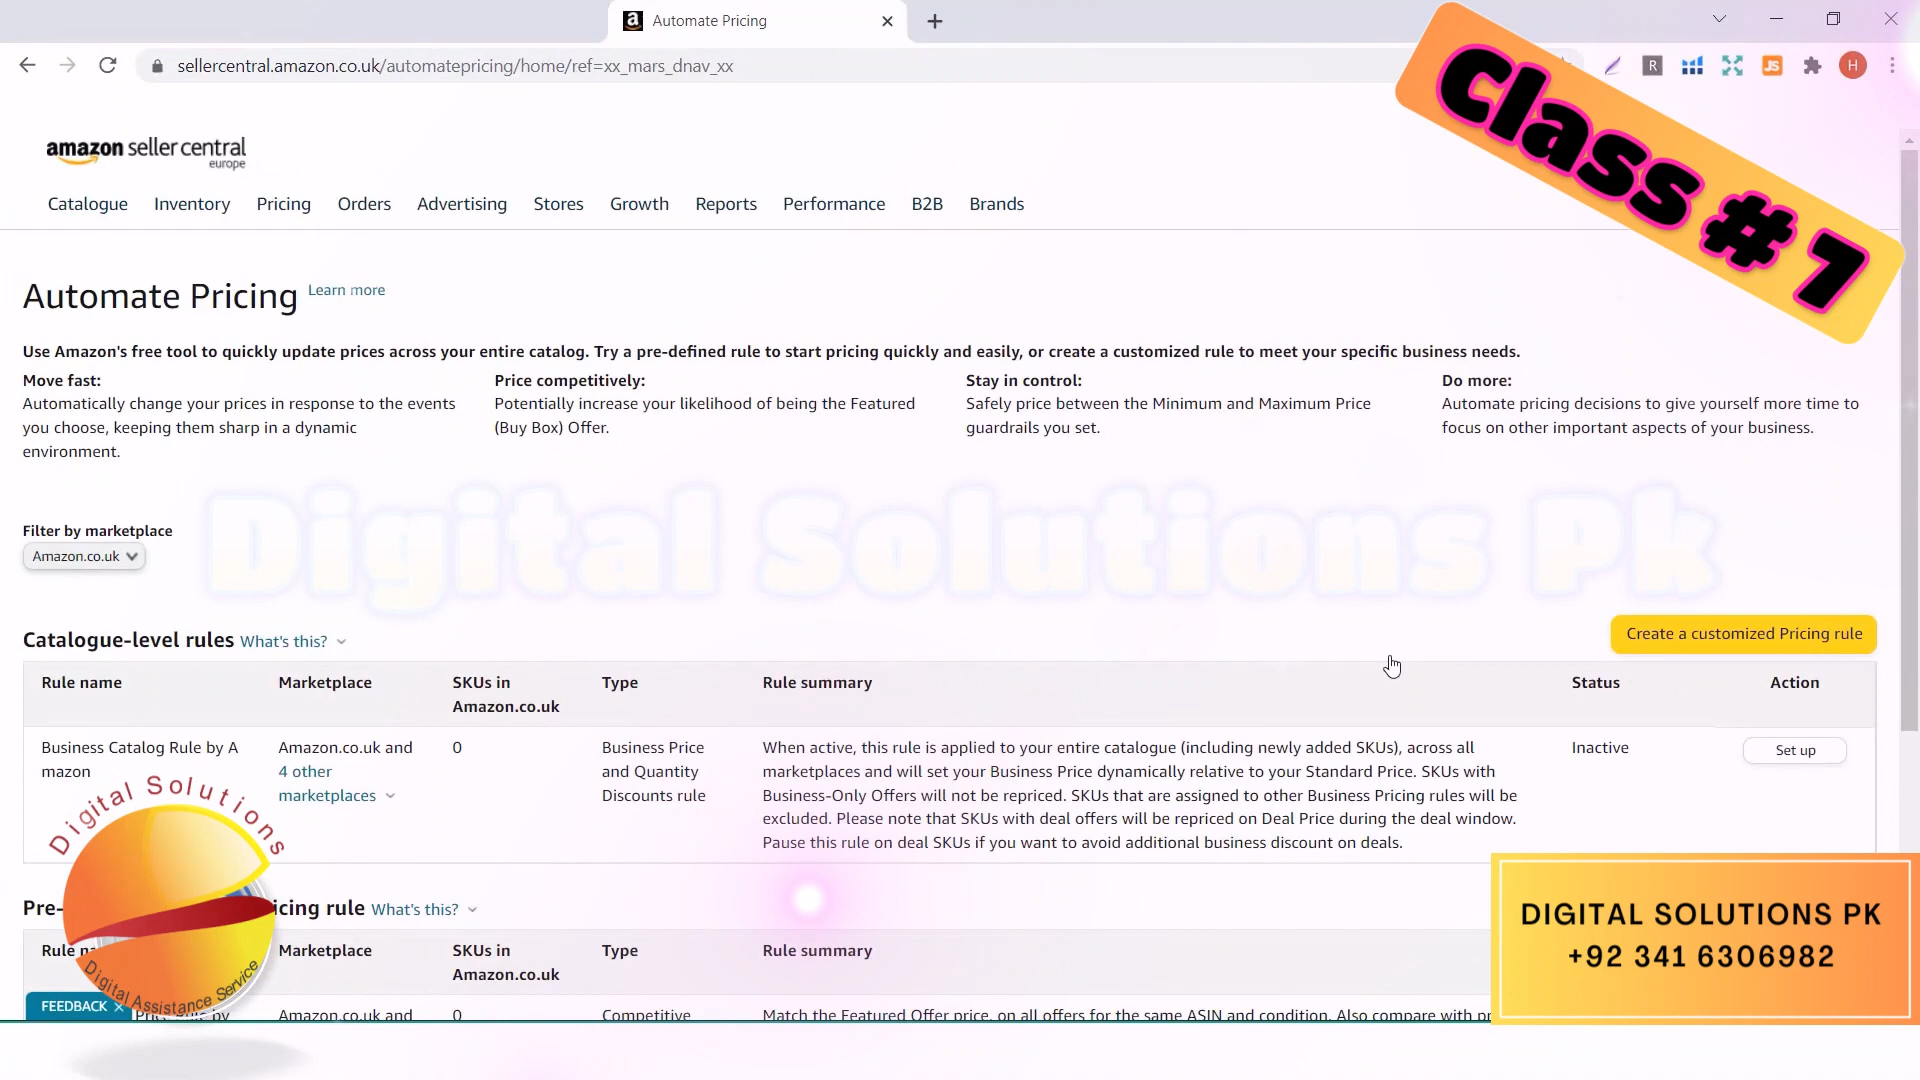 Automate Pricing
sellercentral.amazon.co.uk/automatepricing/home/ref=xx_mars_dnav_xx
R
JS
H
Class # 7
amazon seller central
europe
Catalogue Inventory Pricing Orders Advertising Stores Growth Reports Performance B2B Brands
Automate Pricing Learn more
Use Amazon's free tool to quickly update prices across your entire catalog. Try a pre-defined rule to start pricing quickly and easily, or create a customized rule to meet your specific business needs.
Move fast:
Automatically change your prices in response to the events
you choose, keeping them sharp in a dynamic
environment.
Price competitively:
Potentially increase your likelihood of being the Featured
(Buy Box) Offer.
Stay in control:
Safely price between the Minimum and Maximum Price
guardrails you set.
Do more:
Automate pricing decisions to give yourself more time to
focus on other important aspects of your business.
Digital Solutions Pk
Filter by marketplace
Amazon.co.uk
Catalogue-level rules What's this?
Create a customized Pricing rule
Rule name
Marketplace
SKUs in
Amazon.co.uk
Type
Rule summary
Status
Action
Business Catalog Rule by A
mazon
Amazon.co.uk and
4 other
marketplaces
0
Business Price
and Quantity
Discounts rule
When active, this rule is applied to your entire catalogue (including newly added SKUs), across all
marketplaces and will set your Business Price dynamically relative to your Standard Price. SKUs with
Business-Only Offers will not be repriced. SKUs that are assigned to other Business Pricing rules will be
excluded. Please note that SKUs with deal offers will be repriced on Deal Price during the deal window.
Pause this rule on deal SKUs if you want to avoid additional business discount on deals.
Inactive
Set up
Digital Solutions
Digital Assistance Service
Pre- icing rule What's this?
Rule
Marketplace
SKUs in
Amazon.co.uk
Type
Rule summary
by
Amazon.co.uk and
0
Competitive
Match the Featured Offer price, on all offers for the same ASIN and condition. Also compare with
FEEDBACK
DIGITAL SOLUTIONS PK
+92 341 6306982